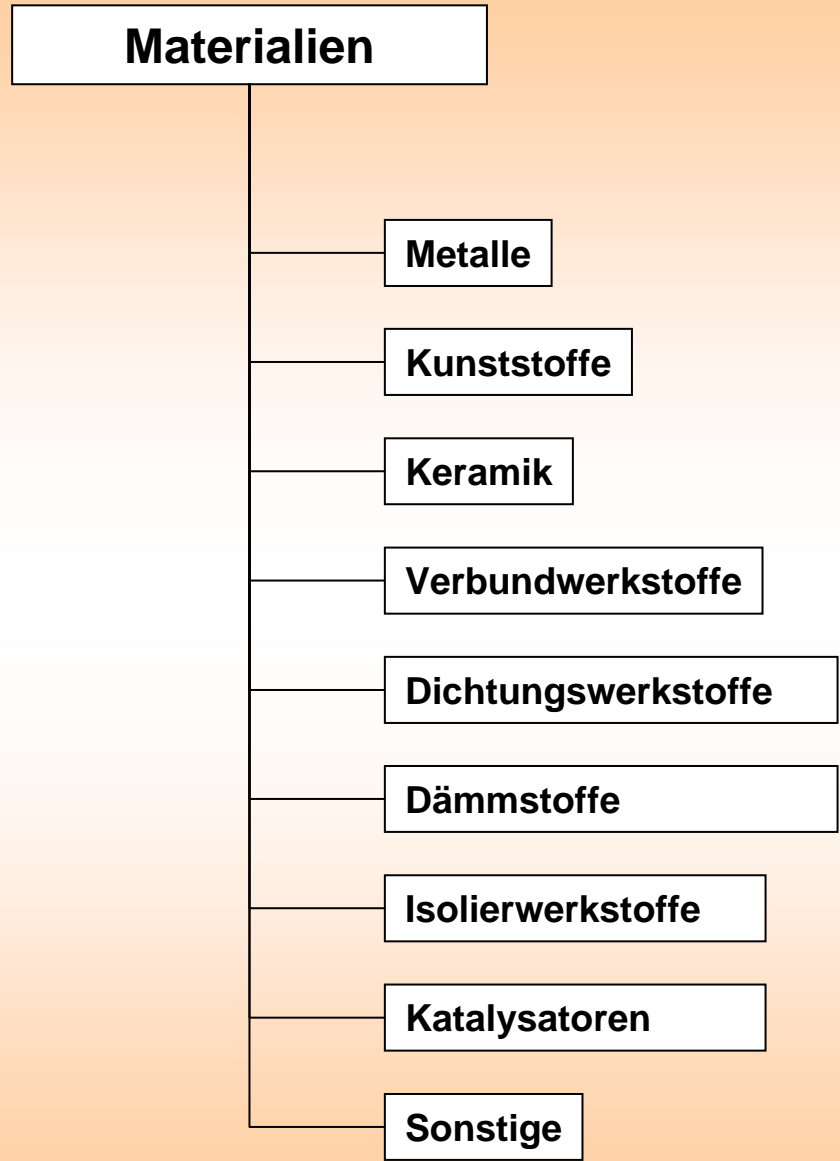 Materialien
Metalle
Kunststoffe
Keramik
Verbundwerkstoffe
Dichtungswerkstoffe
Dämmstoffe
Isolierwerkstoffe
Katalysatoren
Sonstige